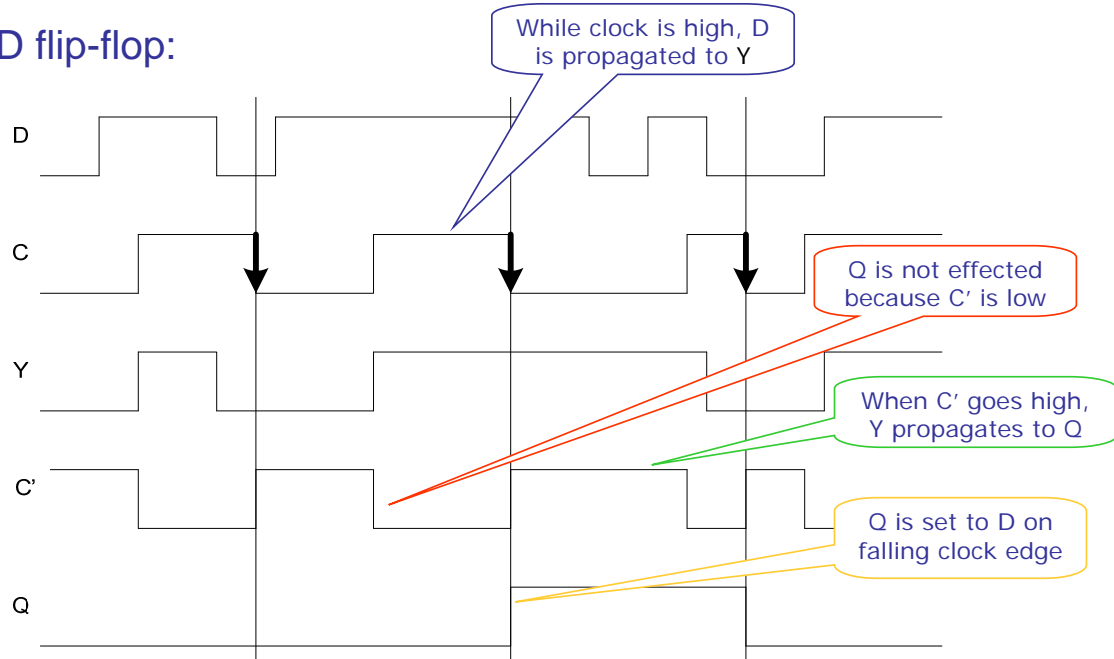 D flip-flop:
While clock is high, D
is propagated to Y
D
C
Q is not effected
because C' is low
Y
When C' goes high,
Y propagates to Q
C'
Q is set to D on
falling clock edge
Q